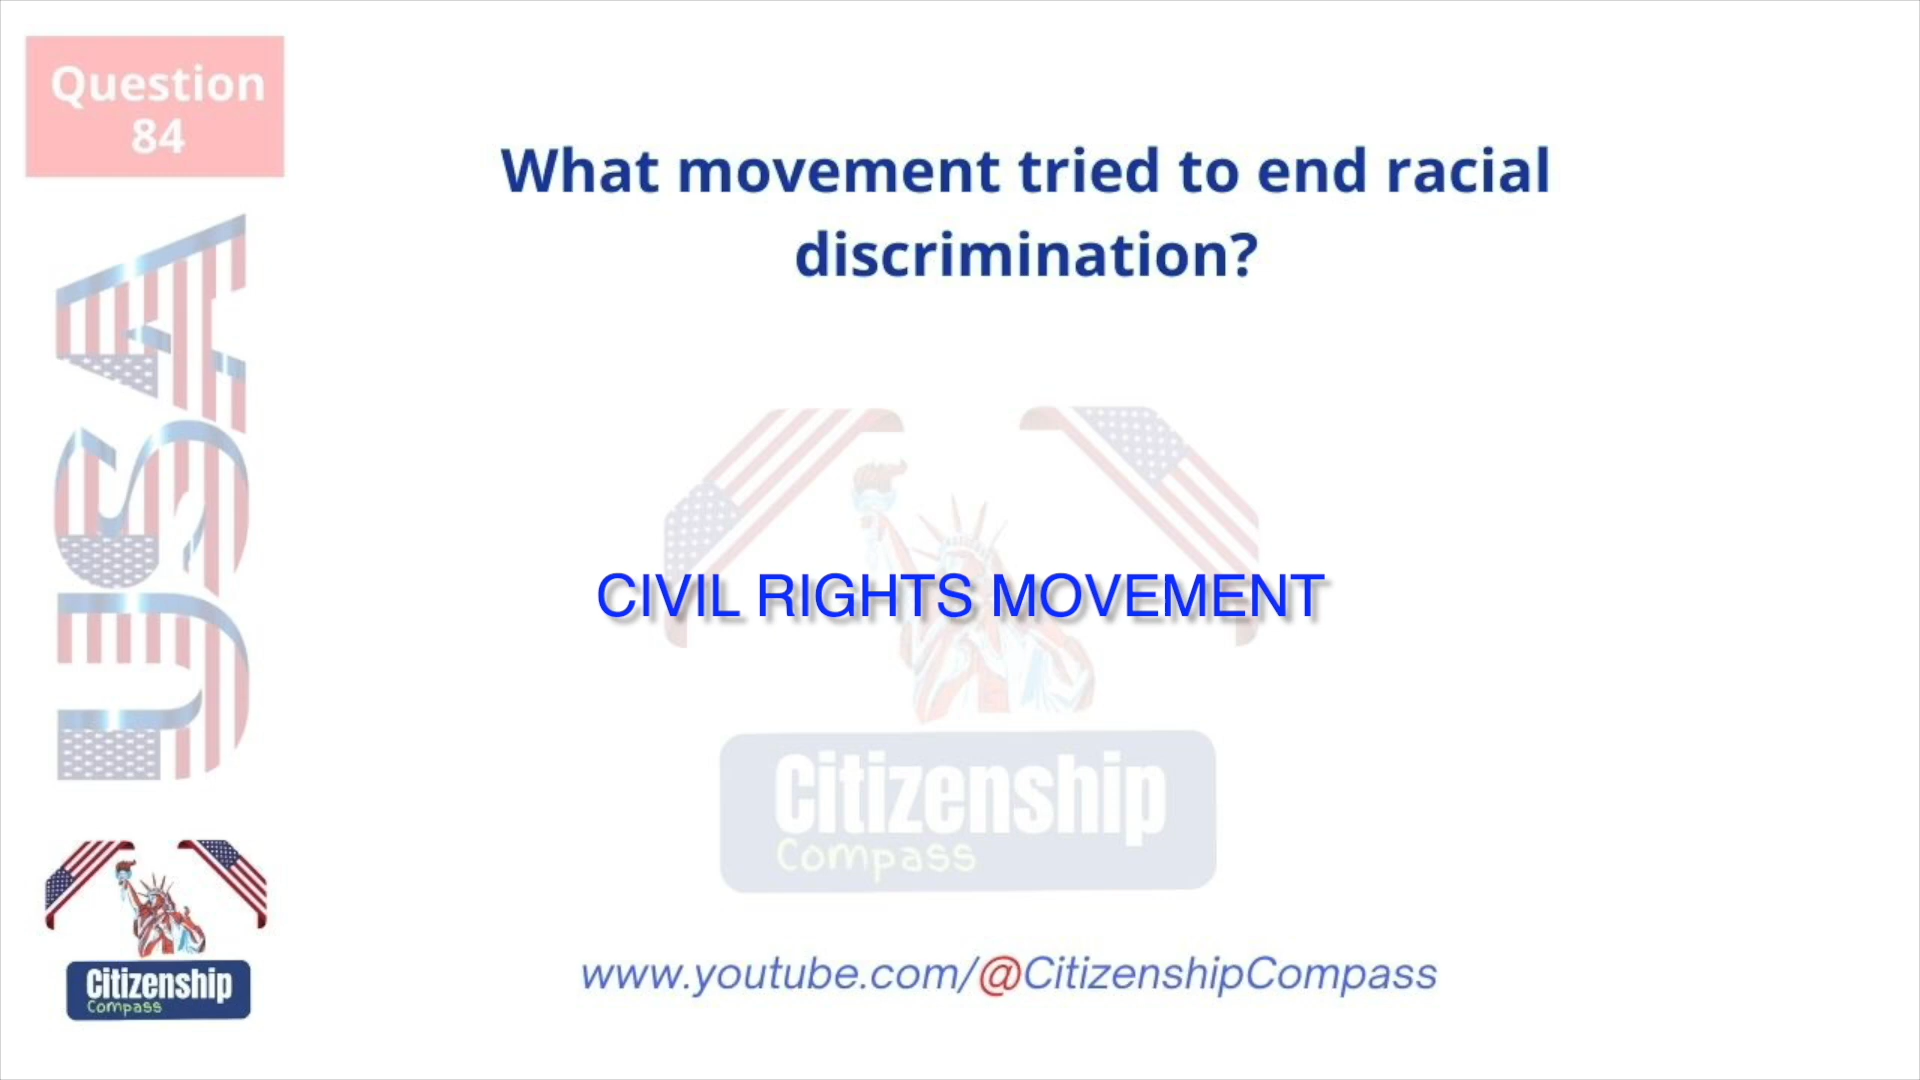 Question
84
What movement tried to end racial
discrimination?
USA
CIVIL RIGHTS MOVEMENT
Citizenship
Compass
Citizenship
Compass
www.youtube.com/@CitizenshipCompass